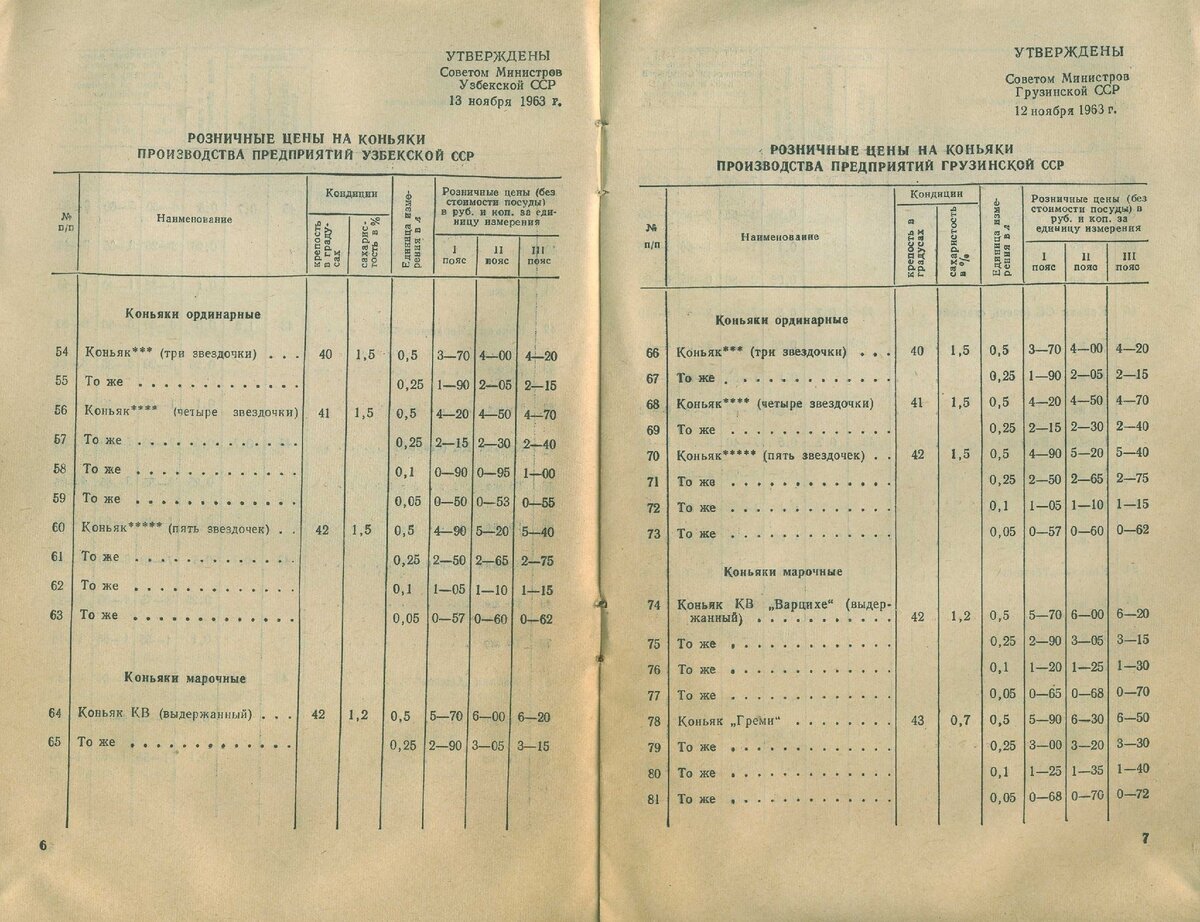 УТВЕРЖДЕНЫ
Советом Министров
Узбекской ССР
13 ноября 1963 г.
РОЗНИЧНЫЕ ЦЕНЫ НА КОНЬЯКИ
ПРОИЗВОДСТВА ПРЕДПРИЯТИЙ УЗБЕКСКОЙ ССР
№ п/п | Наименование | Кондиции: крепость в градусах, сахаристость в % | Единица измерения в л | Розничные цены (без стоимости посуды) в руб. и коп. за единицу измерения: I пояс, II пояс, III пояс
Коньяки ординарные
54 Коньяк*** (три звездочки) . . . 40 1,5 0,5 3—70 4—00 4—20
55 То же . . . . . . . . . . . . 0,25 1—90 2—05 2—15
56 Коньяк**** (четыре звездочки) 41 1,5 0,5 4—20 4—50 4—70
57 То же . . . . . . . . . . . . 0,25 2—15 2—30 2—40
58 То же . . . . . . . . . . . . 0,1 0—90 0—95 1—00
59 То же . . . . . . . . . . . . 0,05 0—50 0—53 0—55
60 Коньяк***** (пять звездочек) . . 42 1,5 0,5 4—90 5—20 5—40
61 То же . . . . . . . . . . . . 0,25 2—50 2—65 2—75
62 То же . . . . . . . . . . . . 0,1 1—05 1—10 1—15
63 То же . . . . . . . . . . . . 0,05 0—57 0—60 0—62
Коньяки марочные
64 Коньяк КВ (выдержанный) . . . 42 1,2 0,5 5—70 6—00 6—20
65 То же . . . . . . . . . . . . 0,25 2—90 3—05 3—15
6
УТВЕРЖДЕНЫ
Советом Министров
Грузинской ССР
12 ноября 1963 г.
РОЗНИЧНЫЕ ЦЕНЫ НА КОНЬЯКИ
ПРОИЗВОДСТВА ПРЕДПРИЯТИЙ ГРУЗИНСКОЙ ССР
№ п/п | Наименование | Кондиции: крепость в градусах, сахаристость в % | Единица измерения в л | Розничные цены (без стоимости посуды) в руб. и коп. за единицу измерения: I пояс, II пояс, III пояс
Коньяки ординарные
66 Коньяк*** (три звездочки) . . . 40 1,5 0,5 3—70 4—00 4—20
67 То же . . . . . . . . . . . . 0,25 1—90 2—05 2—15
68 Коньяк**** (четыре звездочки) 41 1,5 0,5 4—20 4—50 4—70
69 То же . . . . . . . . . . . . 0,25 2—15 2—30 2—40
70 Коньяк***** (пять звездочек) . . 42 1,5 0,5 4—90 5—20 5—40
71 То же . . . . . . . . . . . . 0,25 2—50 2—65 2—75
72 То же . . . . . . . . . . . . 0,1 1—05 1—10 1—15
73 То же . . . . . . . . . . . . 0,05 0—57 0—60 0—62
Коньяки марочные
74 Коньяк КВ „Варцихе“ (выдер-
жанный) . . . . . . . . . . 42 1,2 0,5 5—70 6—00 6—20
75 То же . . . . . . . . . . . . 0,25 2—90 3—05 3—15
76 То же . . . . . . . . . . . . 0,1 1—20 1—25 1—30
77 То же . . . . . . . . . . . . 0,05 0—65 0—68 0—70
78 Коньяк „Греми“ . . . . . . . . 43 0,7 0,5 5—90 6—30 6—50
79 То же . . . . . . . . . . . . 0,25 3—00 3—20 3—30
80 То же . . . . . . . . . . . . 0,1 1—25 1—35 1—40
81 То же . . . . . . . . . . . . 0,05 0—68 0—70 0—72
7